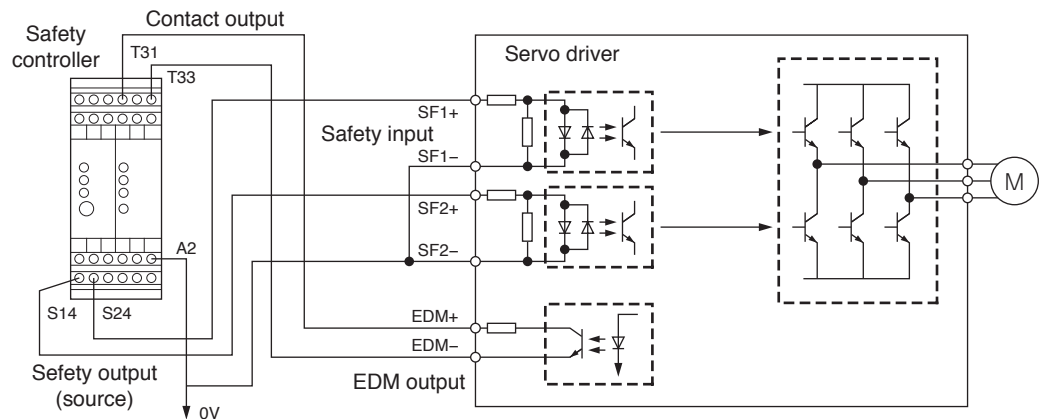 Safety
controller
Contact output
T31
T33
Servo driver
SF1+
Safety input
SF1−
SF2+
SF2−
A2
S14
S24
EDM+
EDM−
Sefety output
(source)
EDM output
0V
M